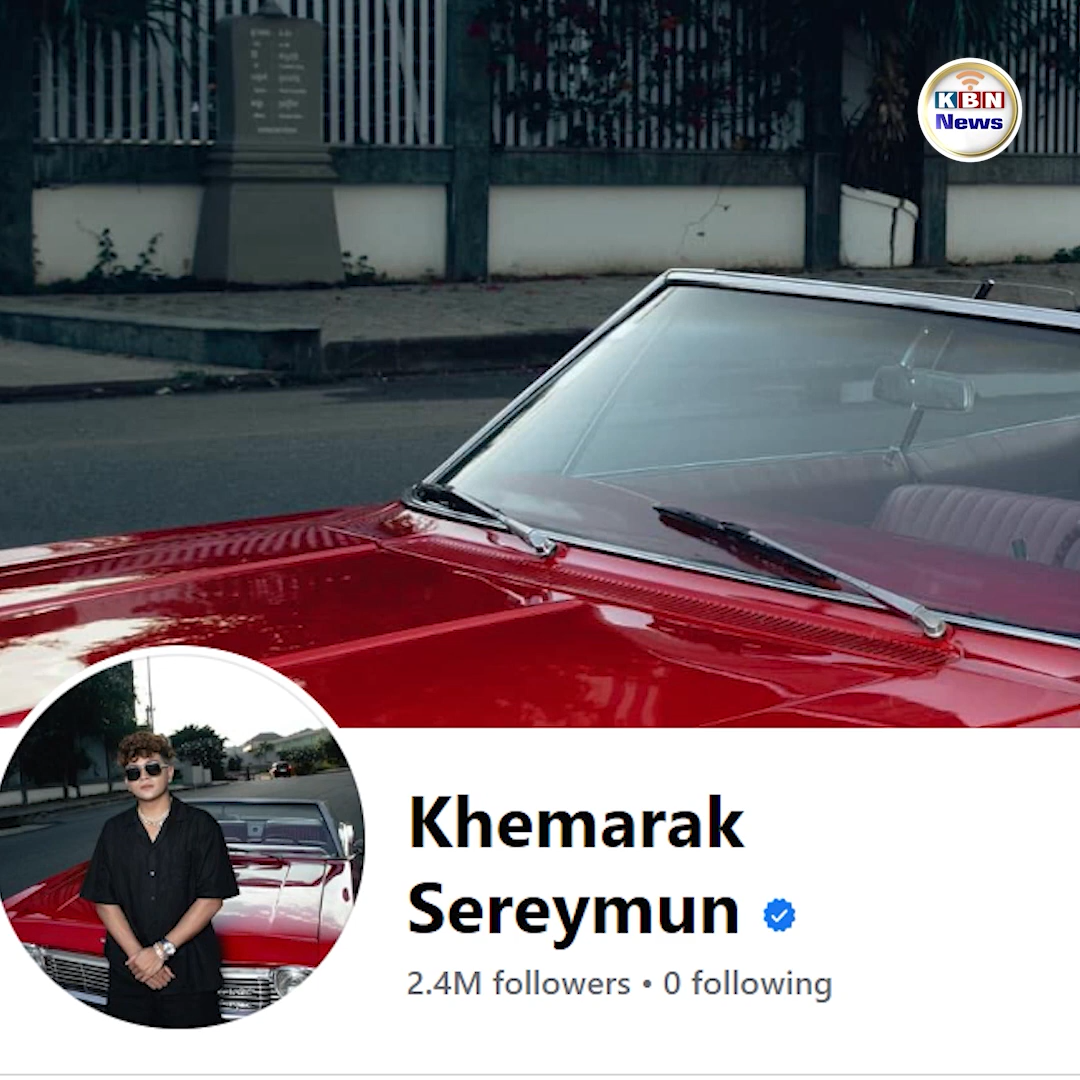 KBN
News
Khemarak
Sereymun
2.4M followers • 0 following